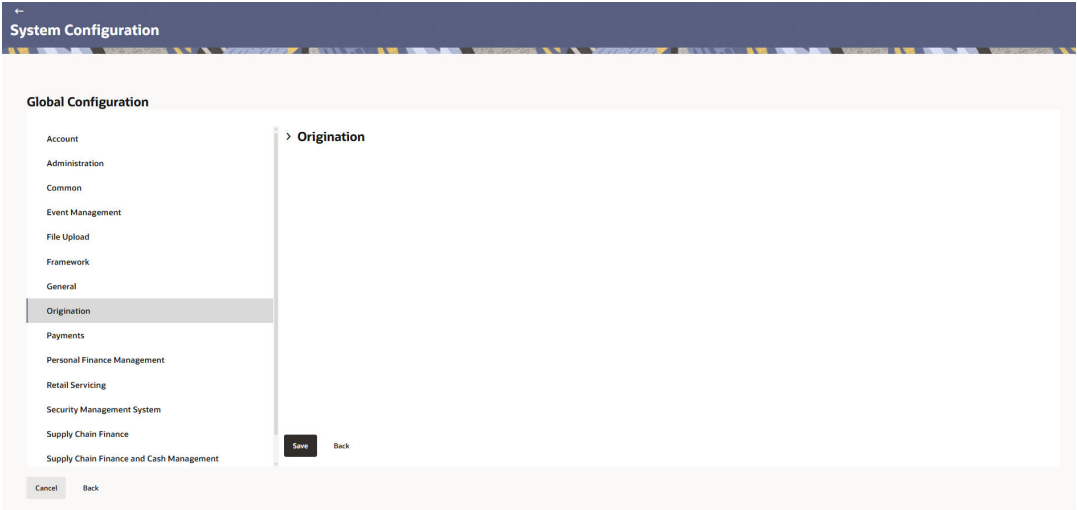 ←
System Configuration
Global Configuration
Account
Administration
Common
Event Management
File Upload
Framework
General
Origination
Payments
Personal Finance Management
Retail Servicing
Security Management System
Supply Chain Finance
Supply Chain Finance and Cash Management
> Origination
Save Back
Cancel Back